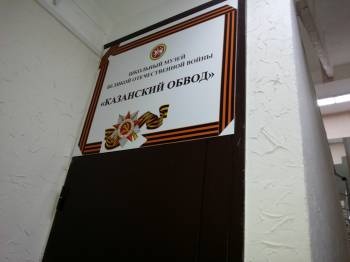 ШКОЛЬНЫЙ МУЗЕЙ
ВЕЛИКОЙ ОТЕЧЕСТВЕННОЙ ВОЙНЫ
«КАЗАНСКИЙ ОБВОД»